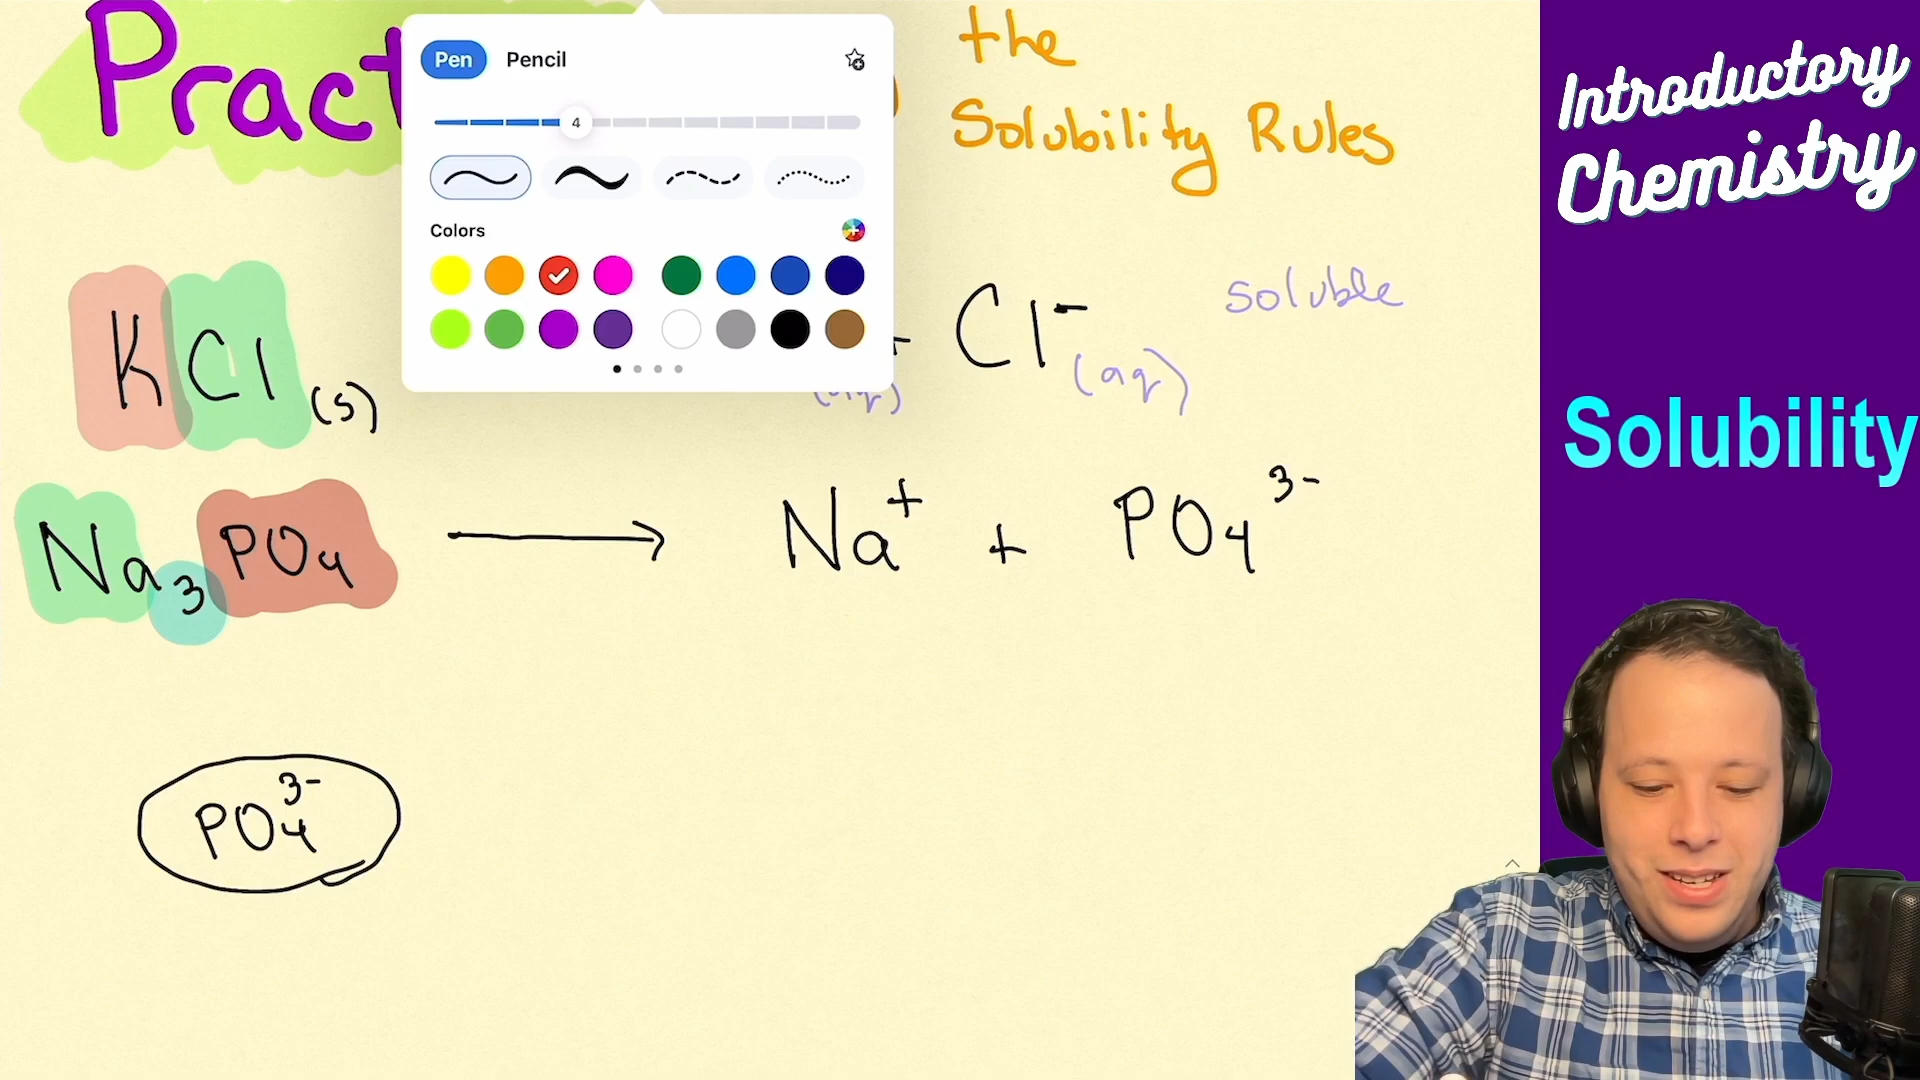 Pract
the
Solubility Rules
Pen Pencil
4
Colors
KCl(s)
Cl⁻(aq) soluble
Na₃PO₄ → Na⁺ + PO₄³⁻
PO₄³⁻
Introductory
Chemistry
Solubility